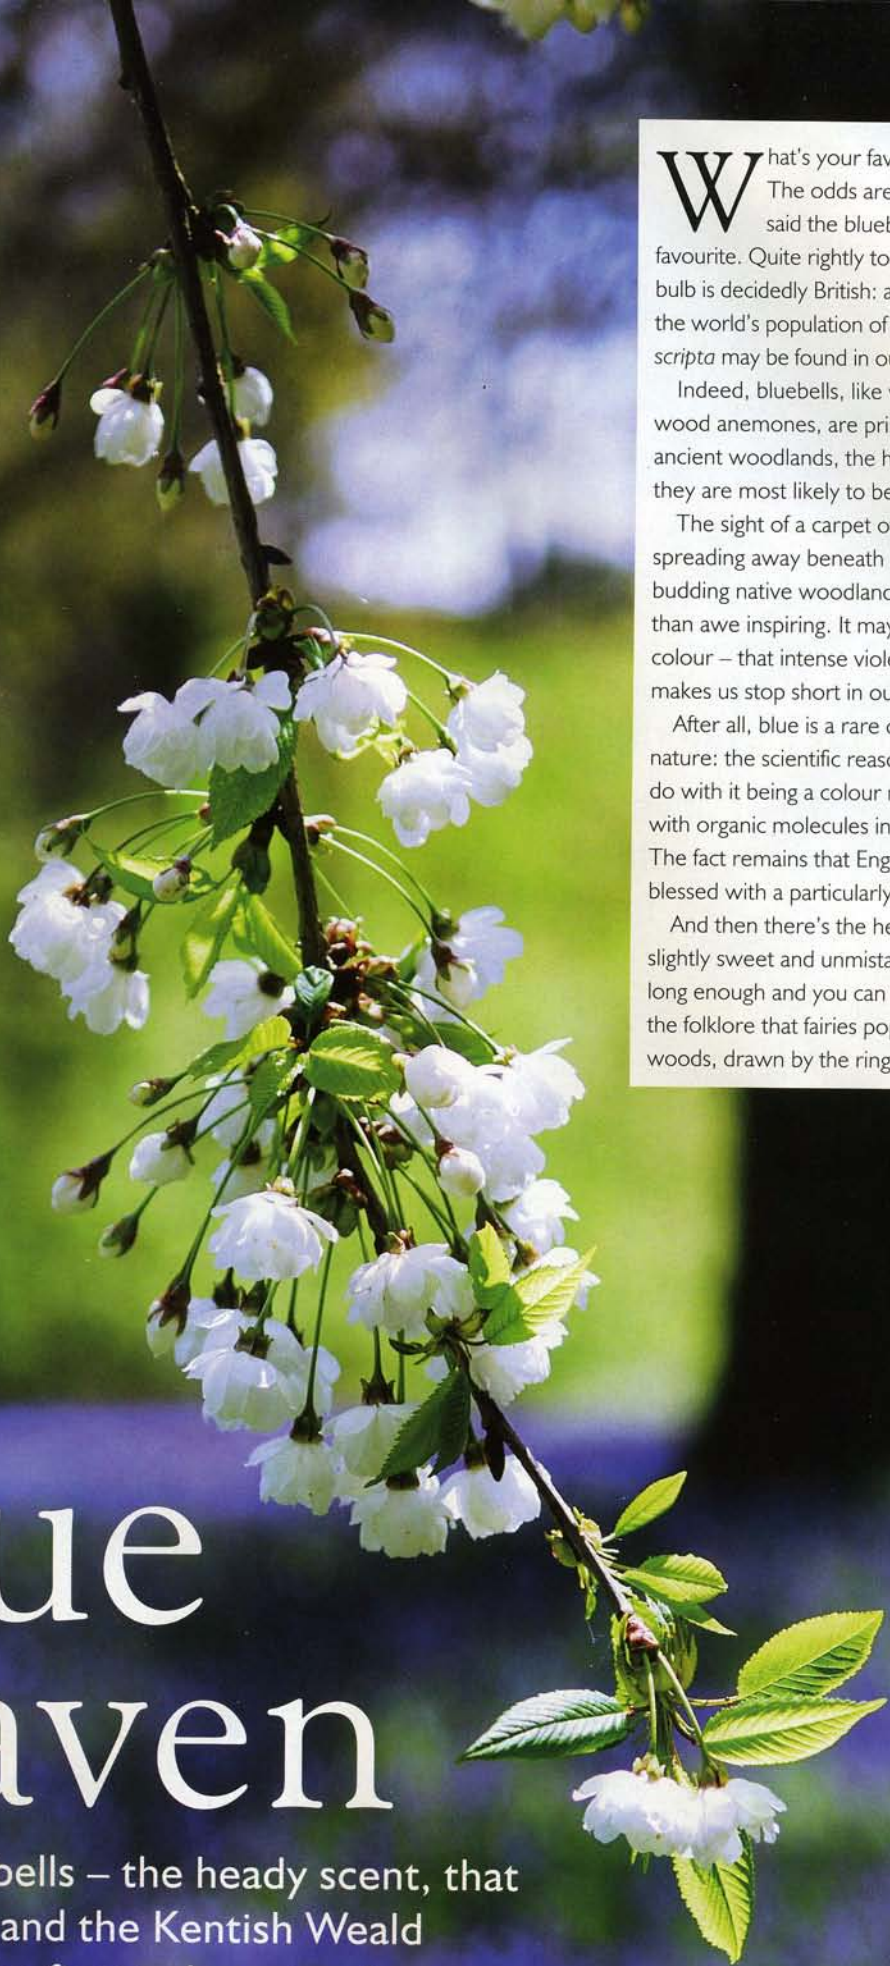 hat's your fav
The odds are
W said the blueb
favourite. Quite rightly to
bulb is decidedly British: a
the world's population of
scripta may be found in ou
Indeed, bluebells, like
wood anemones, are pri
ancient woodlands, the h
they are most likely to be
The sight of a carpet o
spreading away beneath
budding native woodland
than awe inspiring. It may
colour – that intense viole
makes us stop short in ou
After all, blue is a rare
nature: the scientific reaso
do with it being a colour
with organic molecules in
The fact remains that Eng
blessed with a particularly
And then there's the he
slightly sweet and unmista
long enough and you can
the folklore that fairies pop
woods, drawn by the ring
ue
aven
bells – the heady scent, that
and the Kentish Weald